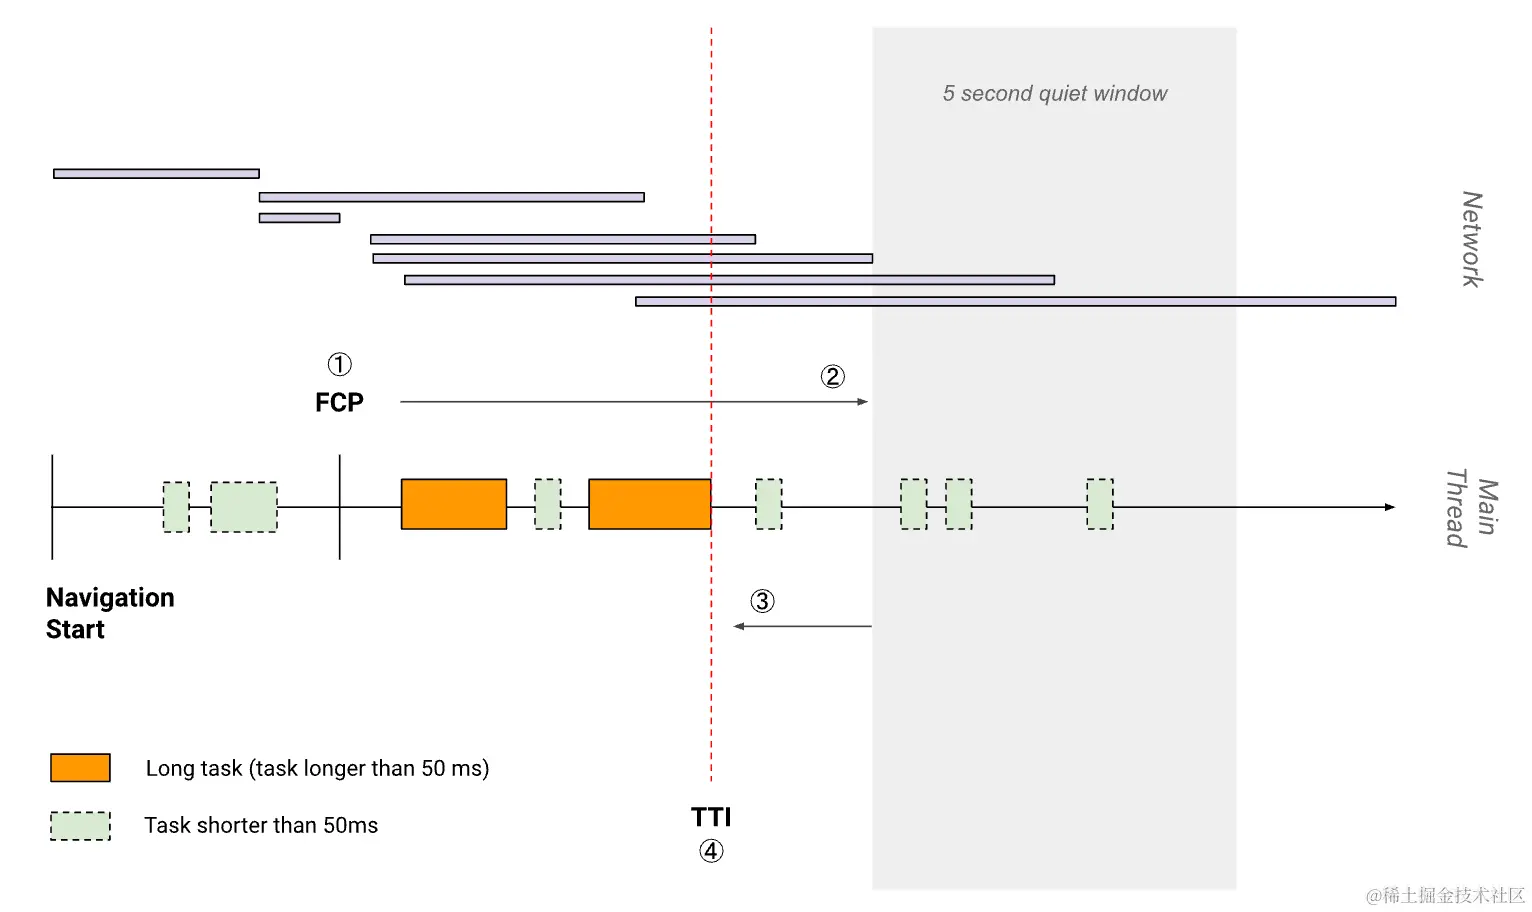 5 second quiet window
Network
①
②
FCP
Main
Thread
Navigation
Start
③
Long task (task longer than 50 ms)
Task shorter than 50ms
TTI
④
@稀土掘金技术社区